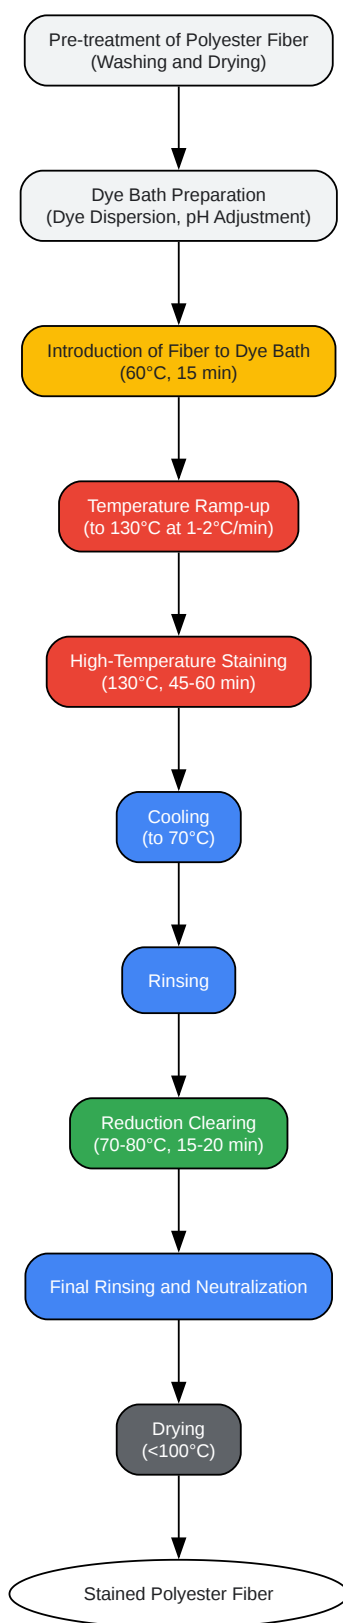 Pre-treatment of Polyester Fiber
(Washing and Drying)
Dye Bath Preparation
(Dye Dispersion, pH Adjustment)
Introduction of Fiber to Dye Bath
(60°C, 15 min)
Temperature Ramp-up
(to 130°C at 1-2°C/min)
High-Temperature Staining
(130°C, 45-60 min)
Cooling
(to 70°C)
Rinsing
Reduction Clearing
(70-80°C, 15-20 min)
Final Rinsing and Neutralization
Drying
(<100°C)
Stained Polyester Fiber